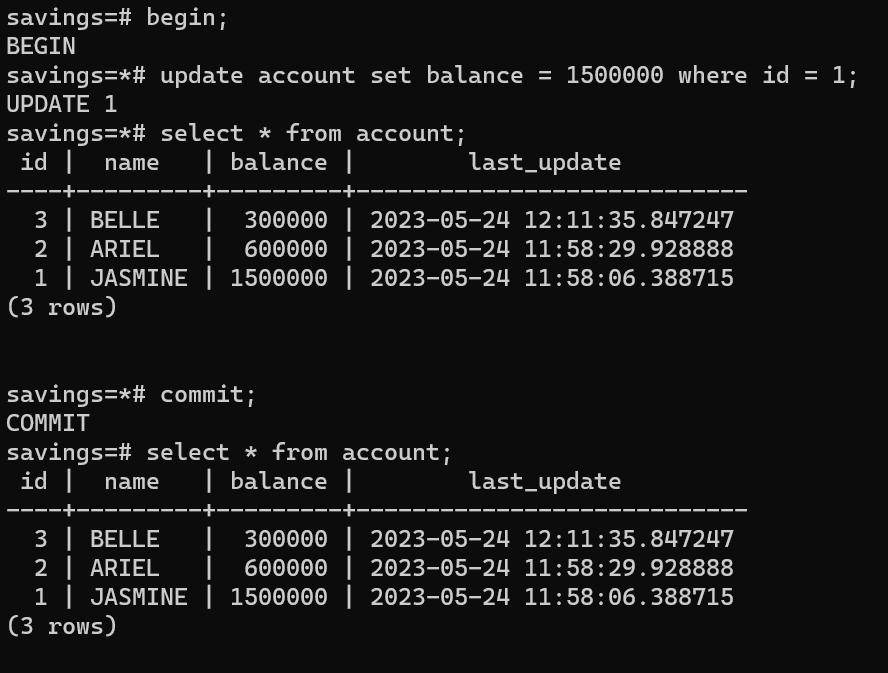 savings=# begin;
BEGIN
savings=*# update account set balance = 1500000 where id = 1;
UPDATE 1
savings=*# select * from account;
 id |  name   | balance |        last_update
----+---------+---------+----------------------------
  3 | BELLE   |  300000 | 2023-05-24 12:11:35.847247
  2 | ARIEL   |  600000 | 2023-05-24 11:58:29.928888
  1 | JASMINE | 1500000 | 2023-05-24 11:58:06.388715
(3 rows)
savings=*# commit;
COMMIT
savings=# select * from account;
 id |  name   | balance |        last_update
----+---------+---------+----------------------------
  3 | BELLE   |  300000 | 2023-05-24 12:11:35.847247
  2 | ARIEL   |  600000 | 2023-05-24 11:58:29.928888
  1 | JASMINE | 1500000 | 2023-05-24 11:58:06.388715
(3 rows)